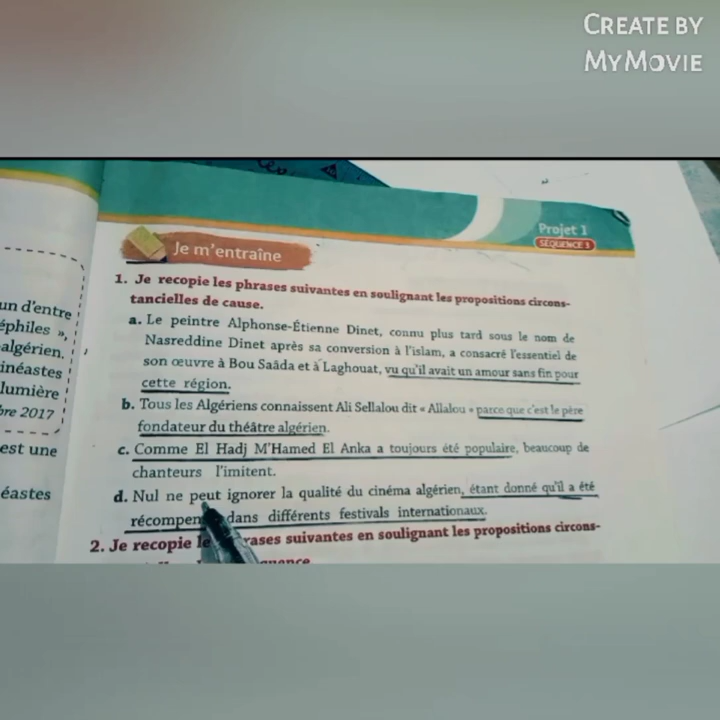 CREATE BY
MYMOVIE
Projet 1
SÉQUENCE 3
Je m'entraîne
un d'entre
éphiles »,
algérien.
inéastes
lumière
bre 2017
est une
éastes
1. Je recopie les phrases suivantes en soulignant les propositions circons-
tancielles de cause.
a. Le peintre Alphonse-Étienne Dinet, connu plus tard sous le nom de
Nasreddine Dinet après sa conversion à l'islam, a consacré l'essentiel de
son œuvre à Bou Saâda et à Laghouat, vu qu'il avait un amour sans fin pour
cette région.
b. Tous les Algériens connaissent Ali Sellalou dit « Allalou » parce que c'est le père
fondateur du théâtre algérien.
c. Comme El Hadj M'Hamed El Anka a toujours été populaire, beaucoup de
chanteurs l'imitent.
d. Nul ne peut ignorer la qualité du cinéma algérien, étant donné qu'il a été
récompen dans différents festivals internationaux.
2. Je recopie le rases suivantes en soulignant les propositions circons-